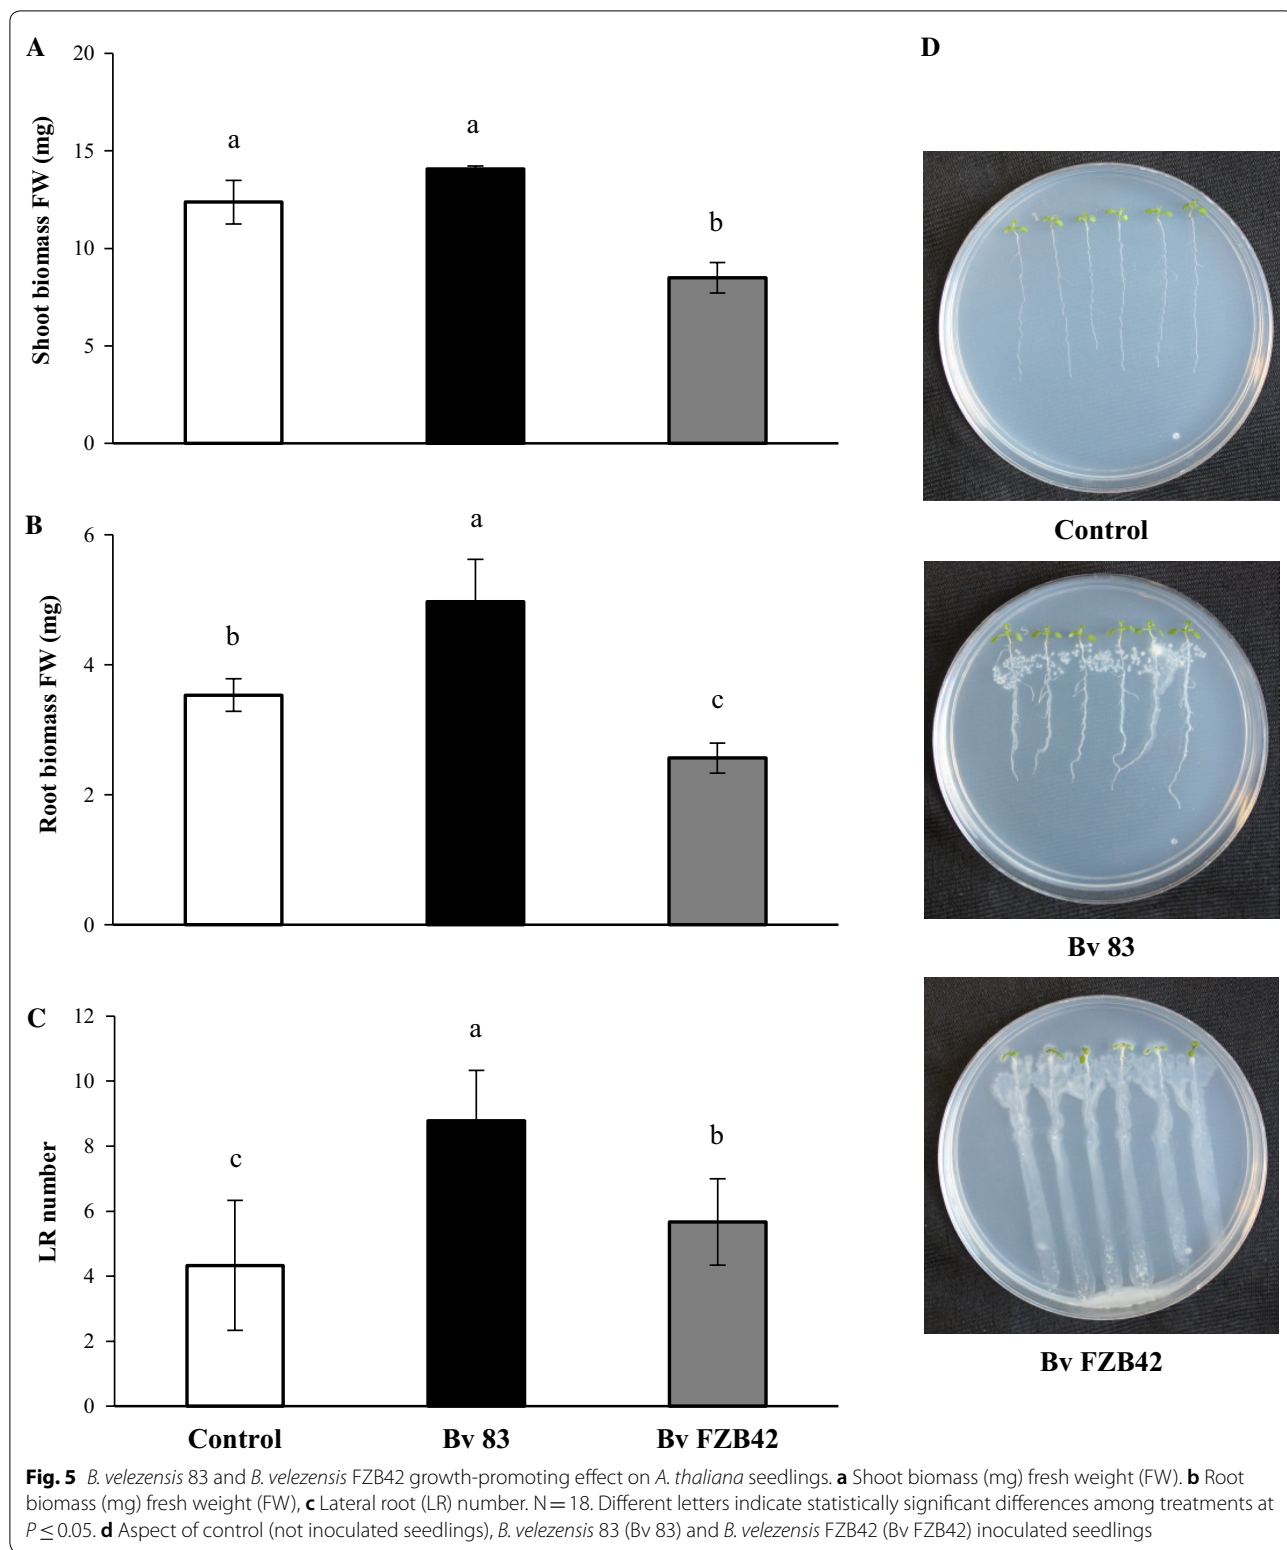 A
20
15
10
5
0
Shoot biomass FW (mg)
a
a
b
B
6
4
2
0
Root biomass FW (mg)
b
a
c
C
12
10
8
6
4
2
0
LR number
c
a
b
Control
Bv 83
Bv FZB42
D
Control
Bv 83
Bv FZB42
Fig. 5 B. velezensis 83 and B. velezensis FZB42 growth-promoting effect on A. thaliana seedlings. a Shoot biomass (mg) fresh weight (FW). b Root
biomass (mg) fresh weight (FW), c Lateral root (LR) number. N = 18. Different letters indicate statistically significant differences among treatments at
P ≤ 0.05. d Aspect of control (not inoculated seedlings), B. velezensis 83 (Bv 83) and B. velezensis FZB42 (Bv FZB42) inoculated seedlings